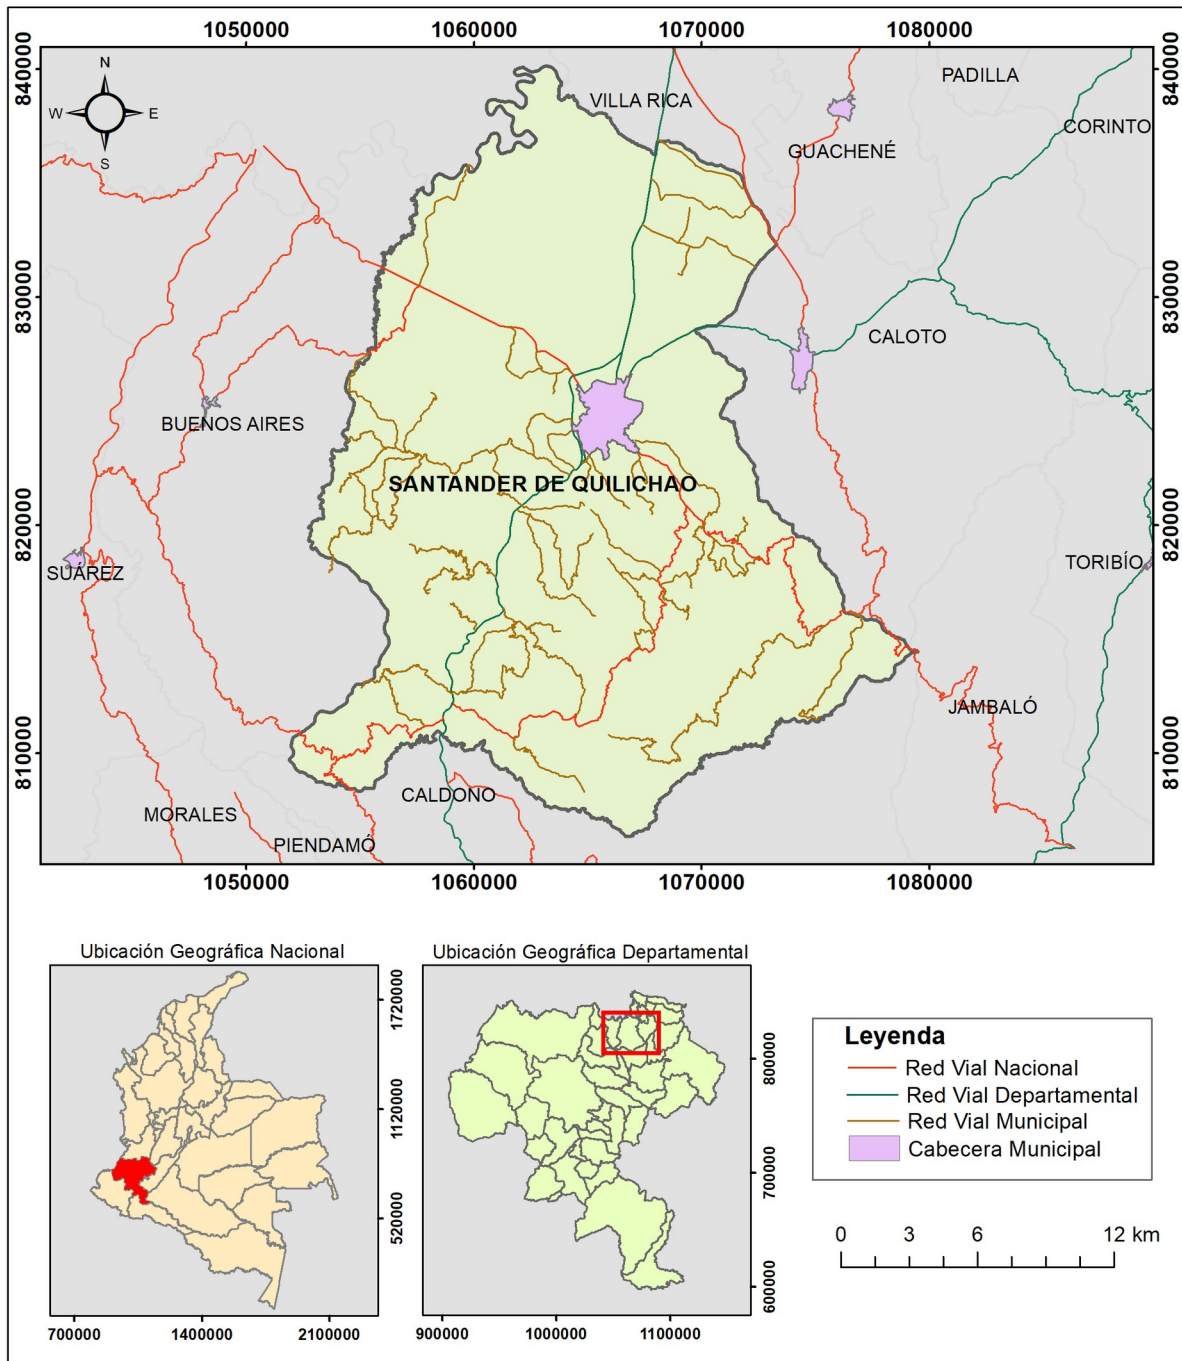 1050000 1060000 1070000 1080000
840000 840000
N
W E
S
PADILLA
VILLA RICA
CORINTO
GUACHENÉ
830000 830000
CALOTO
BUENOS AIRES
SANTANDER DE QUILICHAO
820000 820000
SUÁREZ
TORIBÍO
JAMBALÓ
810000 810000
CALDONO
MORALES
PIENDAMÓ
1050000 1060000 1070000 1080000
Ubicación Geográfica Nacional
1720000
1120000
520000
700000 1400000 2100000
Ubicación Geográfica Departamental
800000
700000
600000
900000 1000000 1100000
Leyenda
Red Vial Nacional
Red Vial Departamental
Red Vial Municipal
Cabecera Municipal
0 3 6 12 km